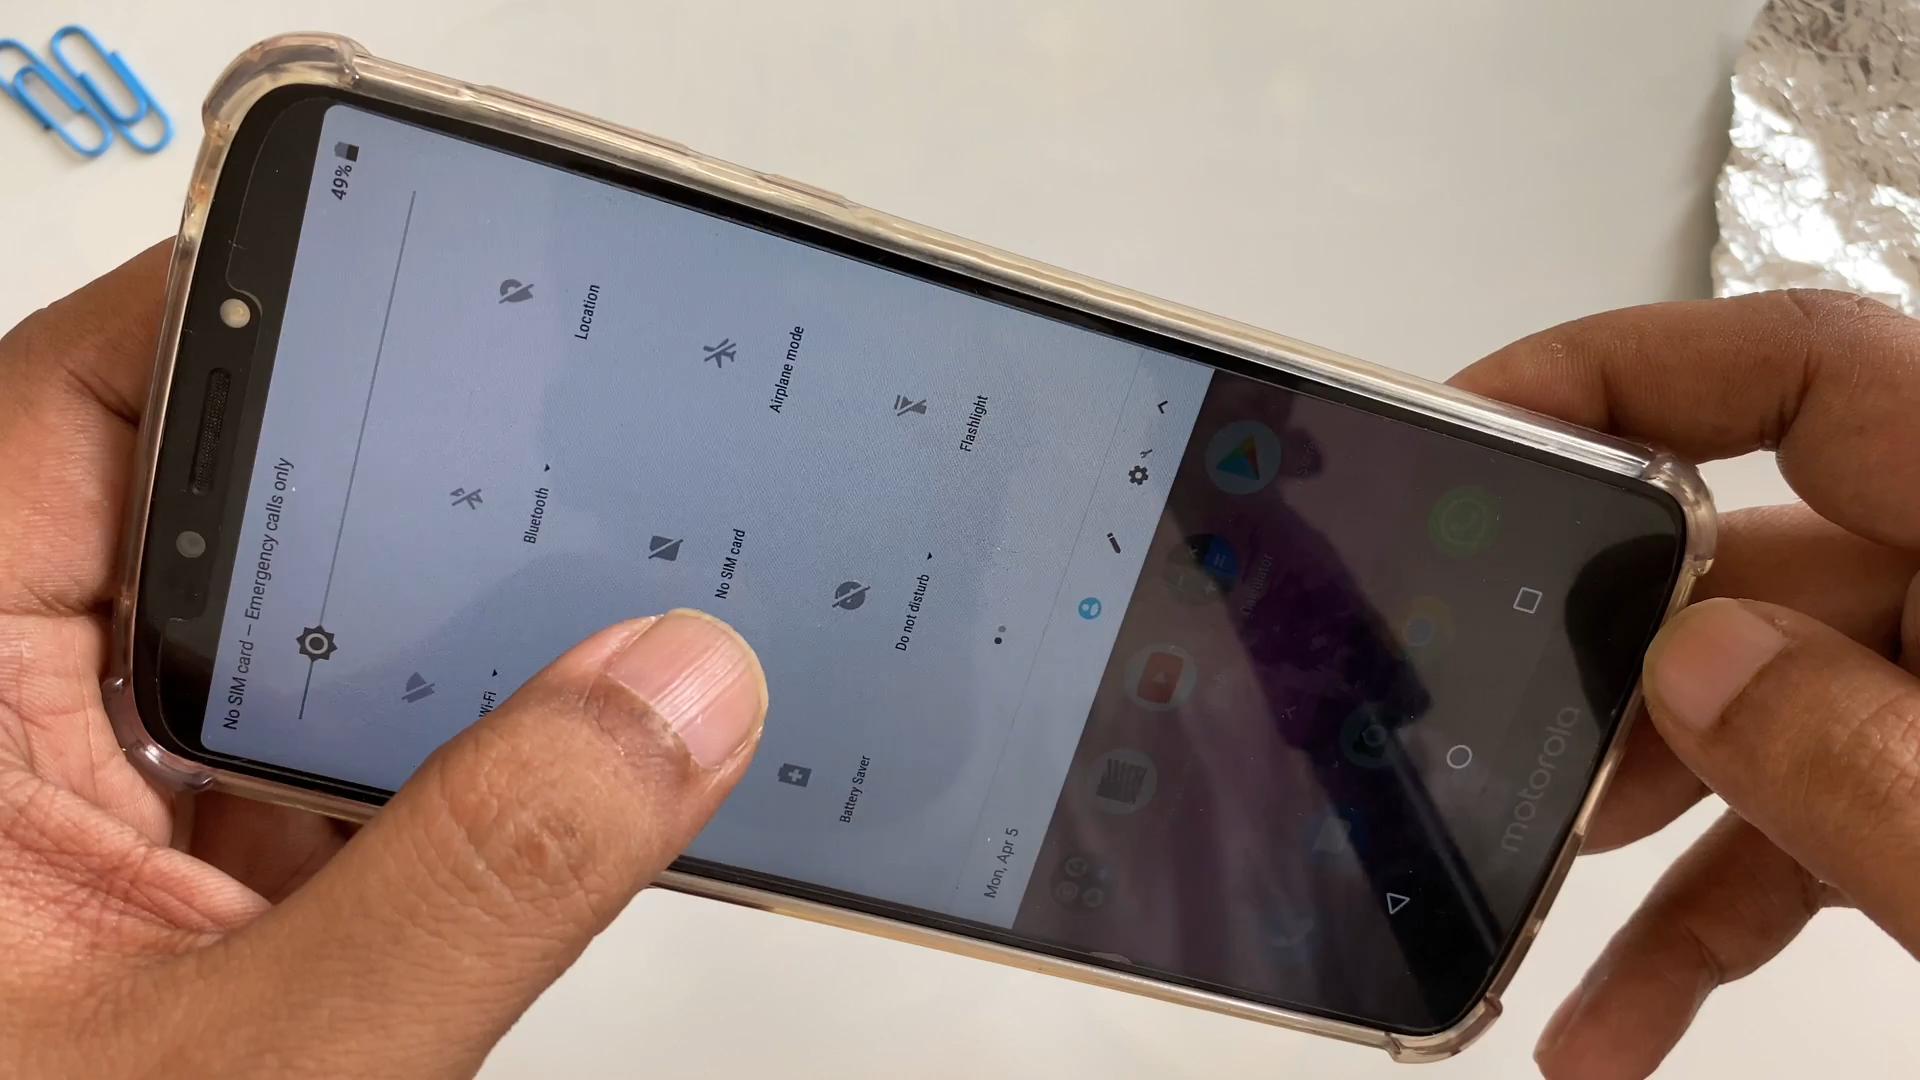 49%
No SIM card – Emergency calls only
Wi-Fi
Bluetooth
Location
No SIM card
Airplane mode
Battery Saver
Do not disturb
Flashlight
Mon, Apr 5
motorola